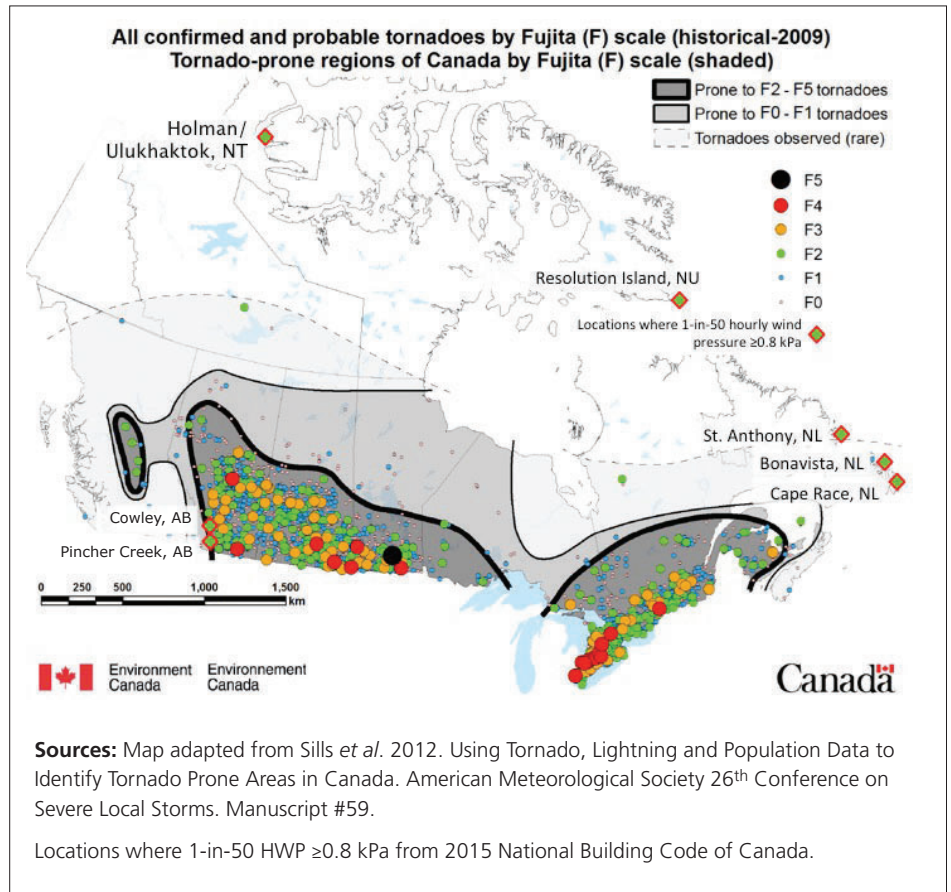 All confirmed and probable tornadoes by Fujita (F) scale (historical-2009)
Tornado-prone regions of Canada by Fujita (F) scale (shaded)
Prone to F2 - F5 tornadoes
Prone to F0 - F1 tornadoes
Tornadoes observed (rare)
Holman/
Ulukhaktok, NT
F5
F4
F3
F2
F1
F0
Resolution Island, NU
Locations where 1-in-50 hourly wind
pressure ≥0.8 kPa
St. Anthony, NL
Bonavista, NL
Cape Race, NL
Cowley, AB
Pincher Creek, AB
0 250 500 1,000 1,500
km
Environment Environnement
Canada Canada
Canada
Sources: Map adapted from Sills et al. 2012. Using Tornado, Lightning and Population Data to
Identify Tornado Prone Areas in Canada. American Meteorological Society 26th Conference on
Severe Local Storms. Manuscript #59.
Locations where 1-in-50 HWP ≥0.8 kPa from 2015 National Building Code of Canada.